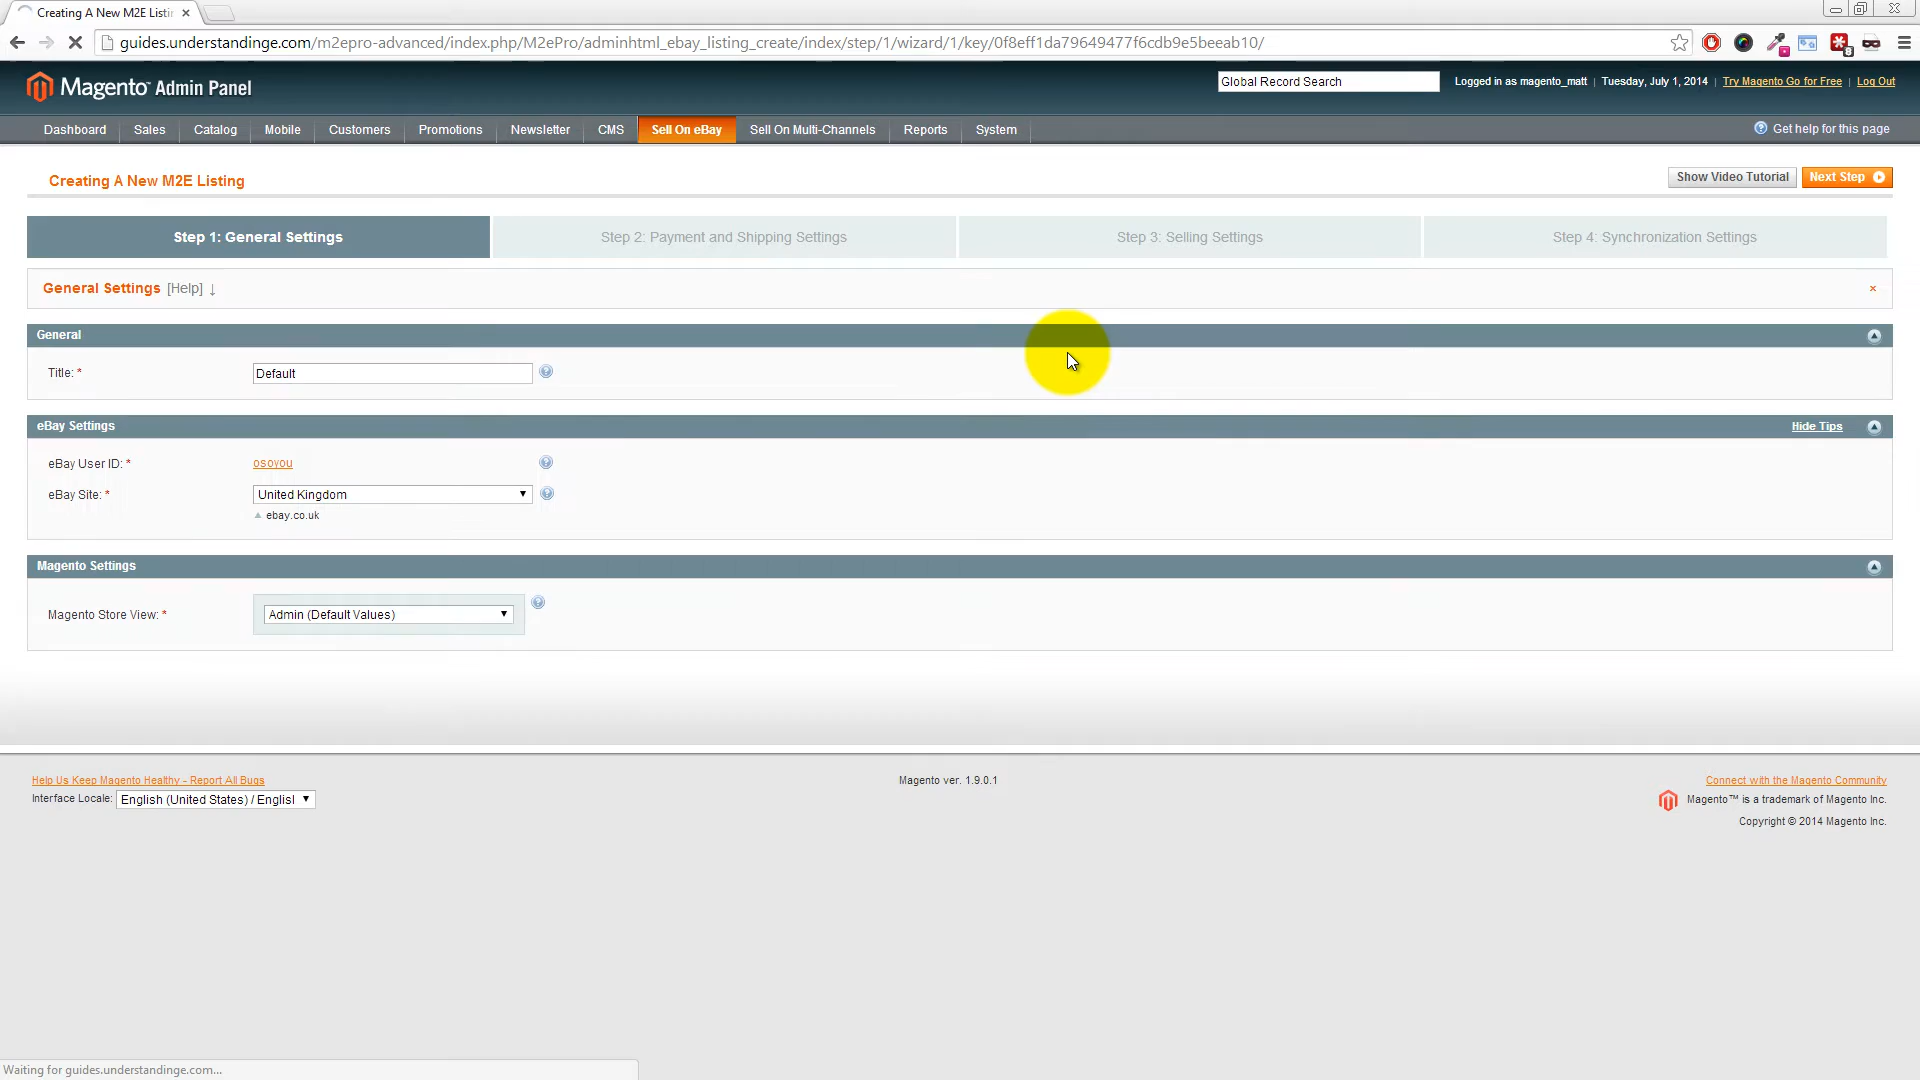 Creating A New M2E Listin
guides.understandinge.com/m2epro-advanced/index.php/M2ePro/adminhtml_ebay_listing_create/index/step/1/wizard/1/key/0f8eff1da79649477f6cdb9e5beeab10/
8
Magento™ Admin Panel
Global Record Search
Logged in as magento_matt | Tuesday, July 1, 2014 | Try Magento Go for Free | Log Out
Dashboard Sales Catalog Mobile Customers Promotions Newsletter CMS Sell On eBay Sell On Multi-Channels Reports System
Get help for this page
Creating A New M2E Listing
Show Video Tutorial Next Step
Step 1: General Settings Step 2: Payment and Shipping Settings Step 3: Selling Settings Step 4: Synchronization Settings
General Settings [Help] ↓
General
Title: * Default
eBay Settings Hide Tips
eBay User ID: * osoyou
eBay Site: * United Kingdom
ebay.co.uk
Magento Settings
Magento Store View: * Admin (Default Values)
Help Us Keep Magento Healthy - Report All Bugs
Interface Locale: English (United States) / Englisl
Magento ver. 1.9.0.1
Connect with the Magento Community
Magento™ is a trademark of Magento Inc.
Copyright © 2014 Magento Inc.
Waiting for guides.understandinge.com...